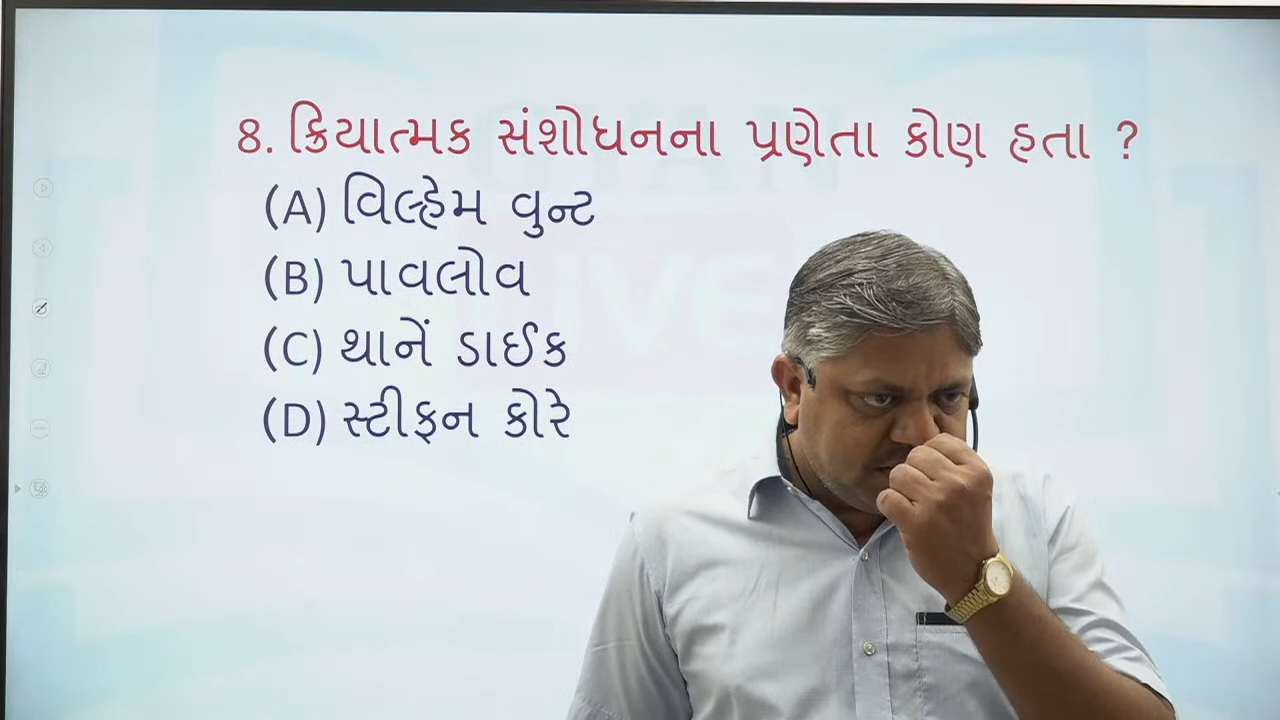 8. ક્રિયાત્મક સંશોધનના પ્રણેતા કોણ હતા ?
(A) વિલ્હેમ વુન્ટ
(B) પાવલોવ
(C) થાર્ને ડાઈક
(D) સ્ટીફન કોરે